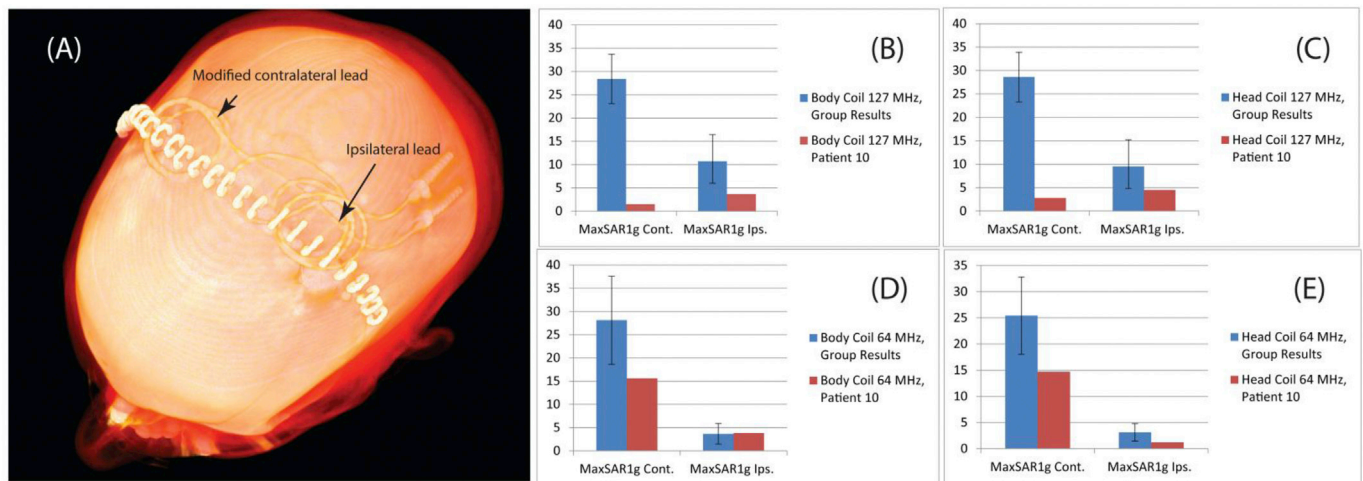 (A)
Modified contralateral lead
Ipsilateral lead
(B)
40
35
30
25
20
15
10
5
0
MaxSAR1g Cont.
MaxSAR1g Ips.
Body Coil 127 MHz,
Group Results
Body Coil 127 MHz,
Patient 10
(C)
40
35
30
25
20
15
10
5
0
MaxSAR1g Cont.
MaxSAR1g Ips.
Head Coil 127 MHz,
Group Results
Head Coil 127 MHz,
Patient 10
(D)
40
35
30
25
20
15
10
5
0
MaxSAR1g Cont.
MaxSAR1g Ips.
Body Coil 64 MHz,
Group Results
Body Coil 64 MHz,
Patient 10
(E)
35
30
25
20
15
10
5
0
MaxSAR1g Cont.
MaxSAR1g Ips.
Head Coil 64 MHz,
Group Results
Head Coil 64 MHz,
Patient 10